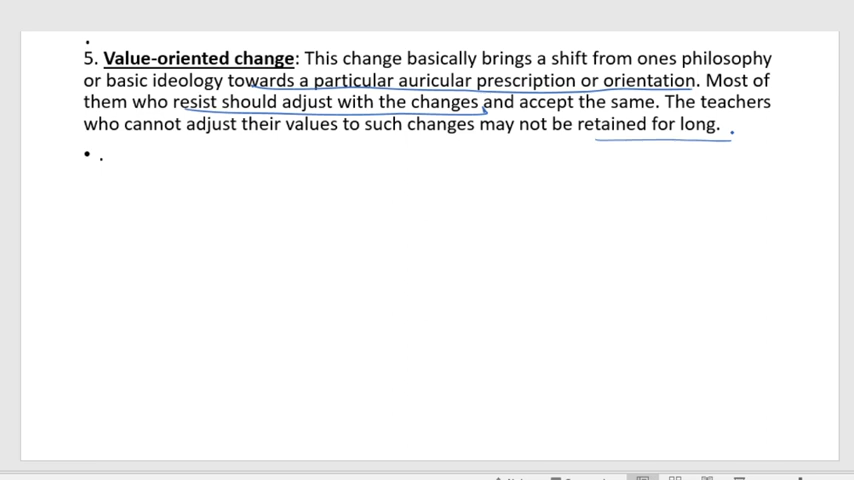 5. Value-oriented change: This change basically brings a shift from ones philosophy
or basic ideology towards a particular auricular prescription or orientation. Most of
them who resist should adjust with the changes and accept the same. The teachers
who cannot adjust their values to such changes may not be retained for long.
• .